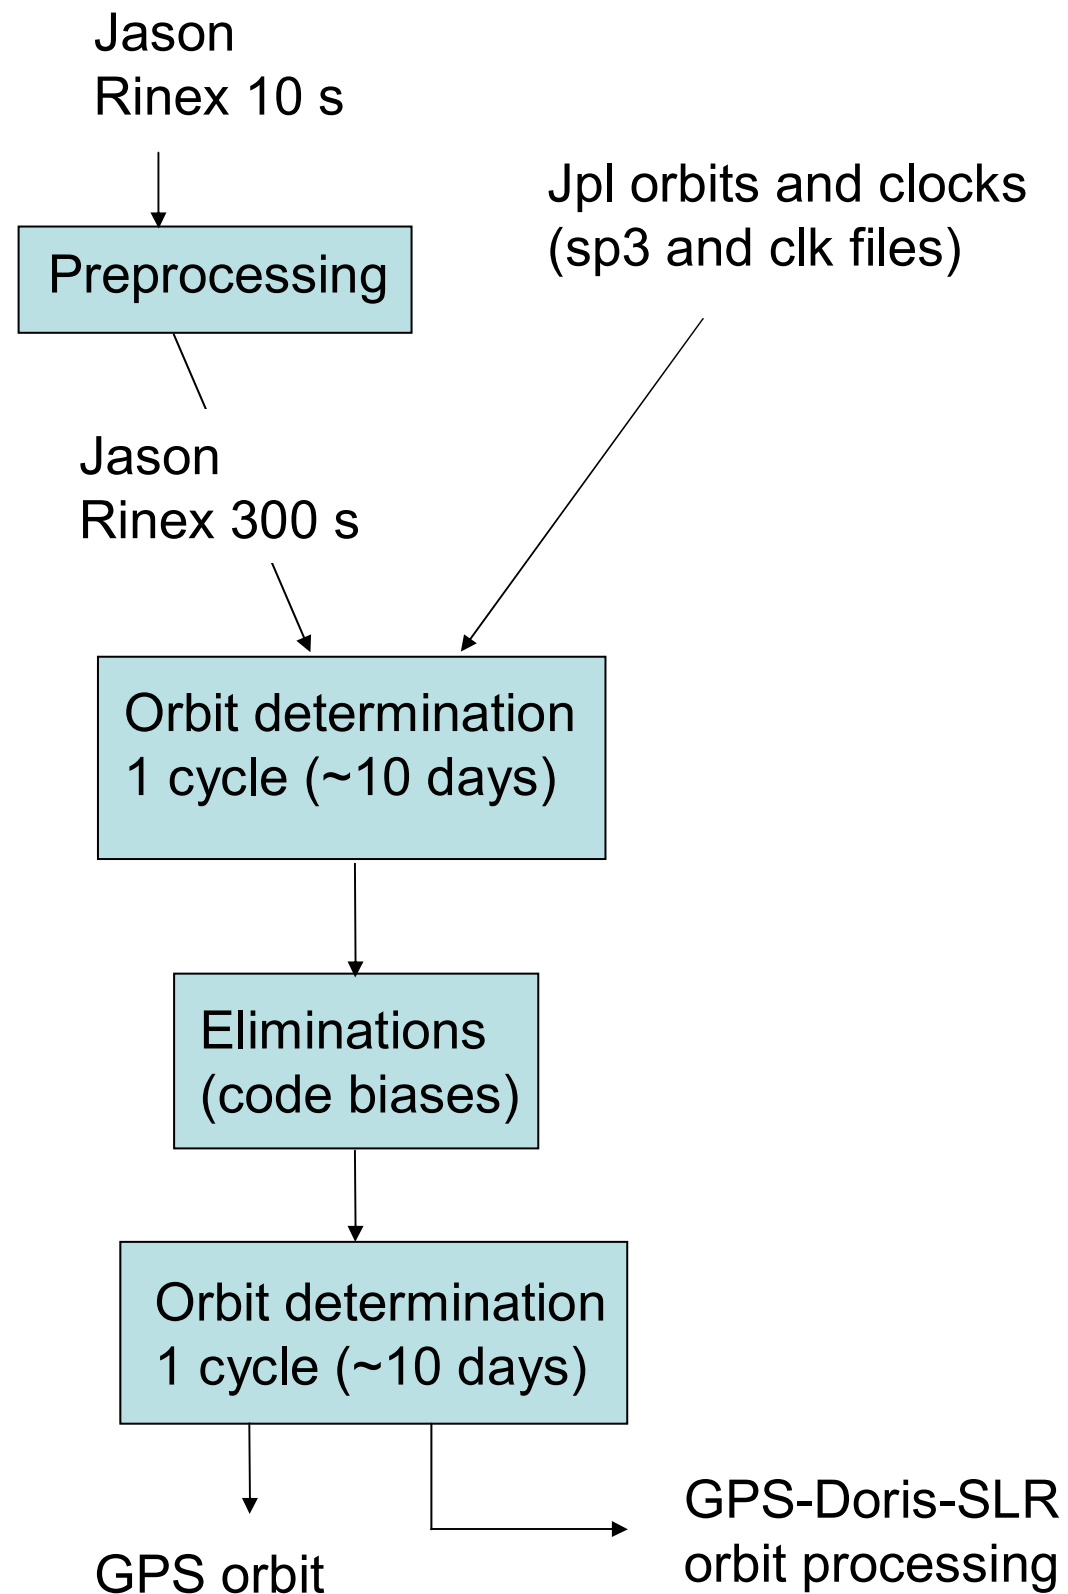 Jason
Rinex 10 s
Jpl orbits and clocks
(sp3 and clk files)
Preprocessing
Jason
Rinex 300 s
Orbit determination
1 cycle (~10 days)
Eliminations
(code biases)
Orbit determination
1 cycle (~10 days)
GPS orbit
GPS-Doris-SLR
orbit processing